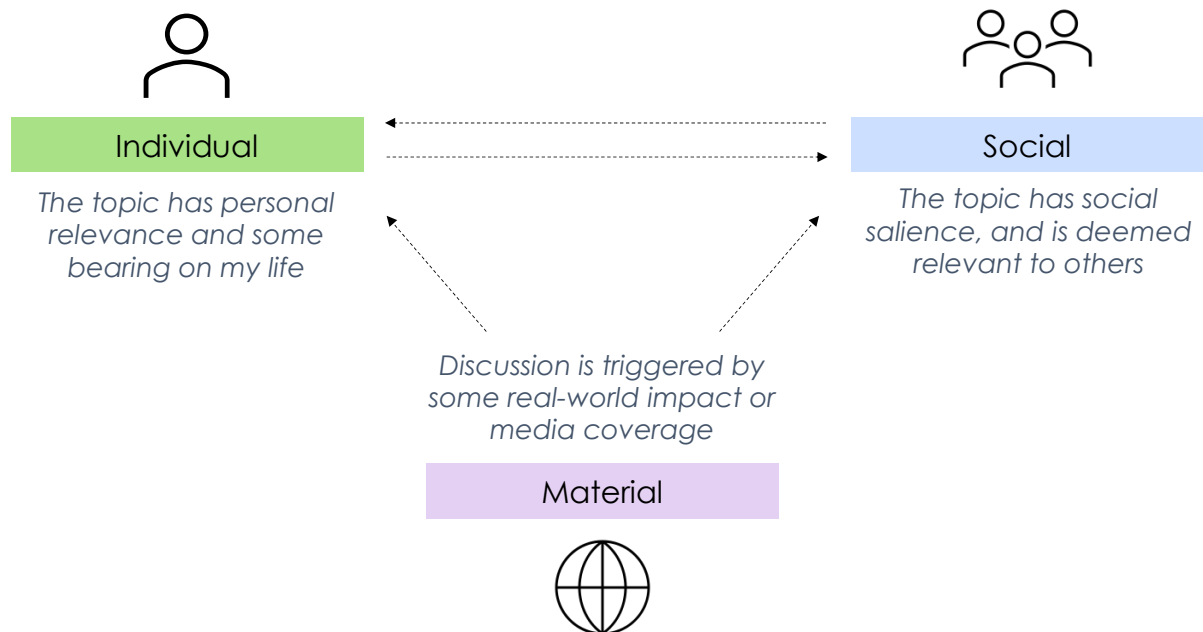 Individual
The topic has personal
relevance and some
bearing on my life
Social
The topic has social
salience, and is deemed
relevant to others
Discussion is triggered by
some real-world impact or
media coverage
Material